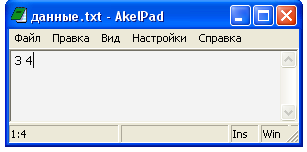 данные.txt - AkelPad
Файл Правка Вид Настройки Справка
3 4
1:4 Ins Win